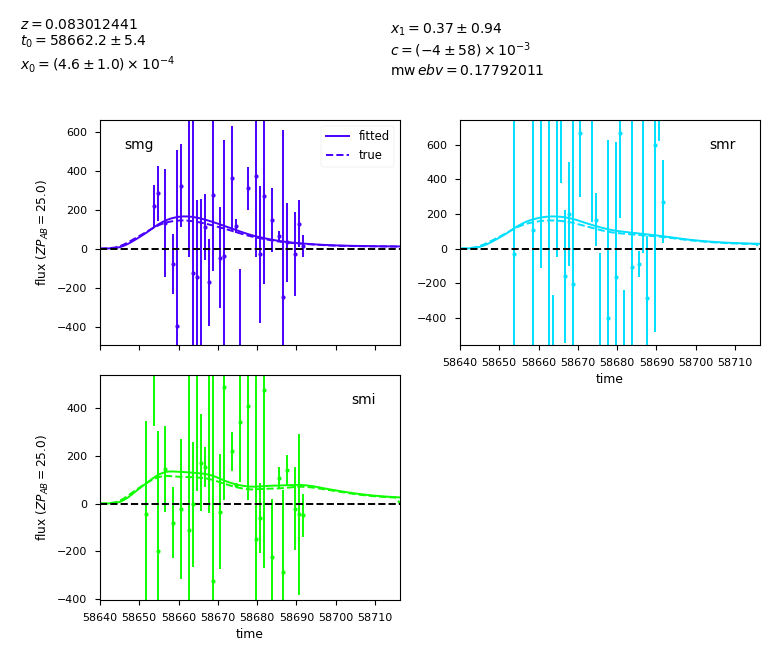 z = 0.083012441
t₀ = 58662.2 ± 5.4
x₀ = (4.6 ± 1.0) × 10⁻⁴
x₁ = 0.37 ± 0.94
c = (−4 ± 58) × 10⁻³
mw ebv = 0.17792011
smg
fitted
true
600
400
200
0
−200
−400
flux (ZP_AB = 25.0)
smr
600
400
200
0
−200
−400
58640 58650 58660 58670 58680 58690 58700 58710
time
smi
400
200
0
−200
−400
flux (ZP_AB = 25.0)
58640 58650 58660 58670 58680 58690 58700 58710
time